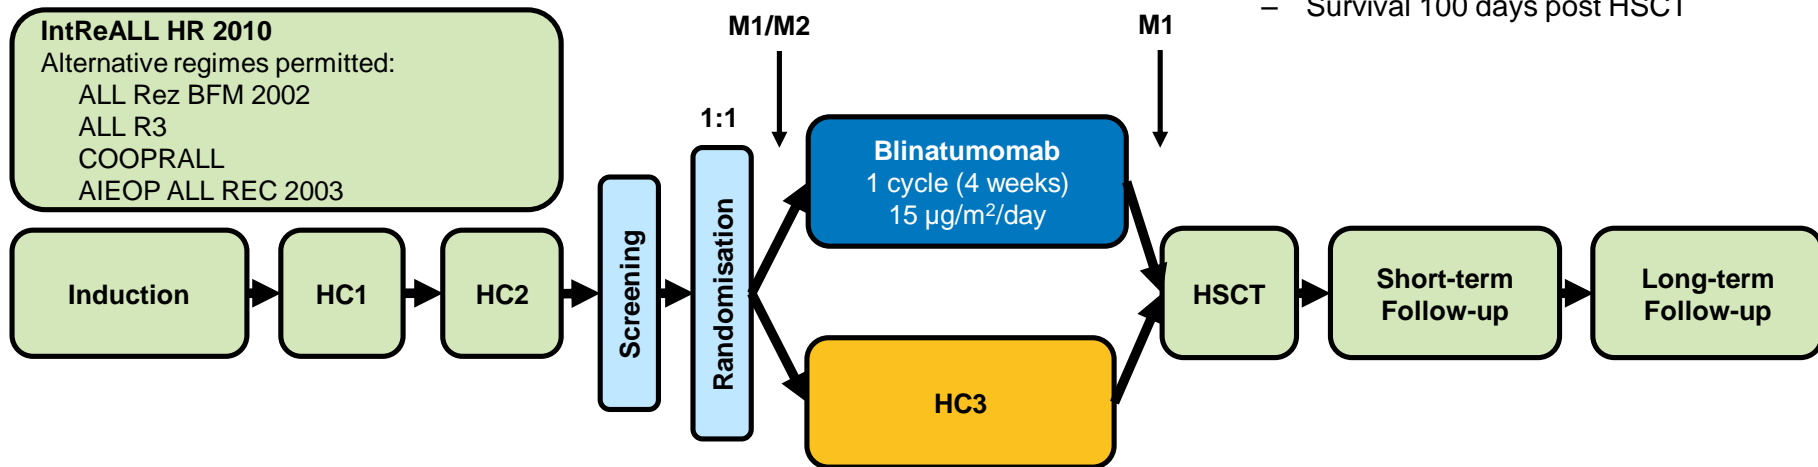 – Survival 100 days post HSCT
IntReALL HR 2010
Alternative regimes permitted:
ALL Rez BFM 2002
ALL R3
COOPRALL
AIEOP ALL REC 2003
M1/M2
M1
1:1
Induction
HC1
HC2
Screening
Randomisation
Blinatumomab
1 cycle (4 weeks)
15 µg/m²/day
HC3
HSCT
Short-term
Follow-up
Long-term
Follow-up